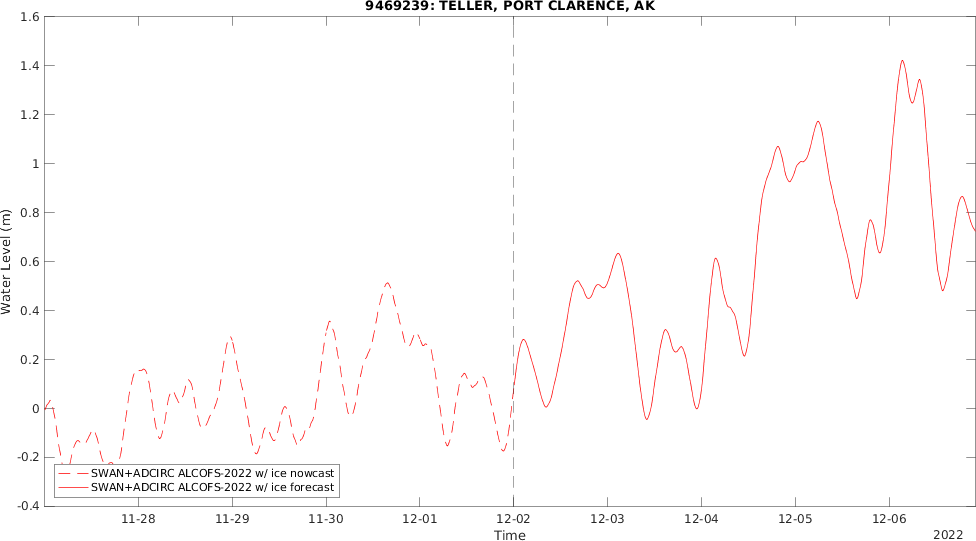 9469239: TELLER, PORT CLARENCE, AK
1.6
1.4
1.2
1
0.8
0.6
0.4
0.2
0
-0.2
-0.4
Water Level (m)
SWAN+ADCIRC ALCOFS-2022 w/ ice nowcast
SWAN+ADCIRC ALCOFS-2022 w/ ice forecast
11-28 11-29 11-30 12-01 12-02 12-03 12-04 12-05 12-06
Time
2022